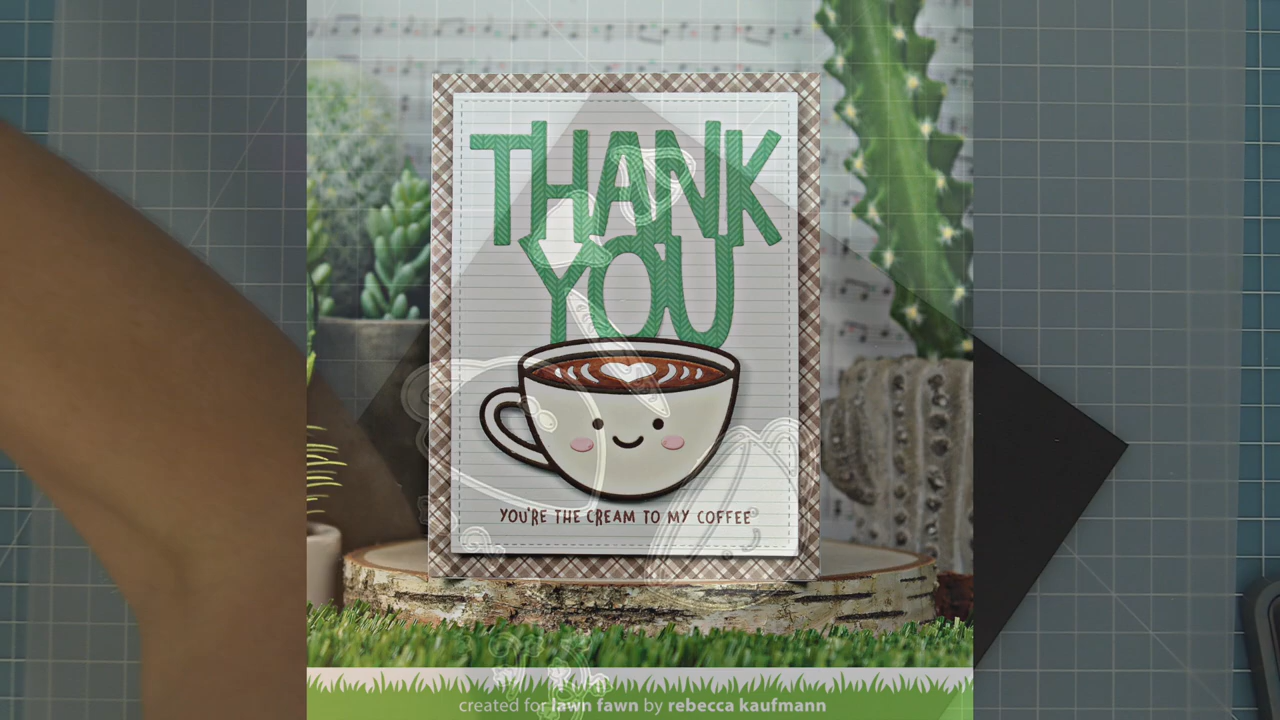 THANK
YOU
YOU'RE THE CREAM TO MY COFFEE
created for lawn fawn by rebecca kaufmann